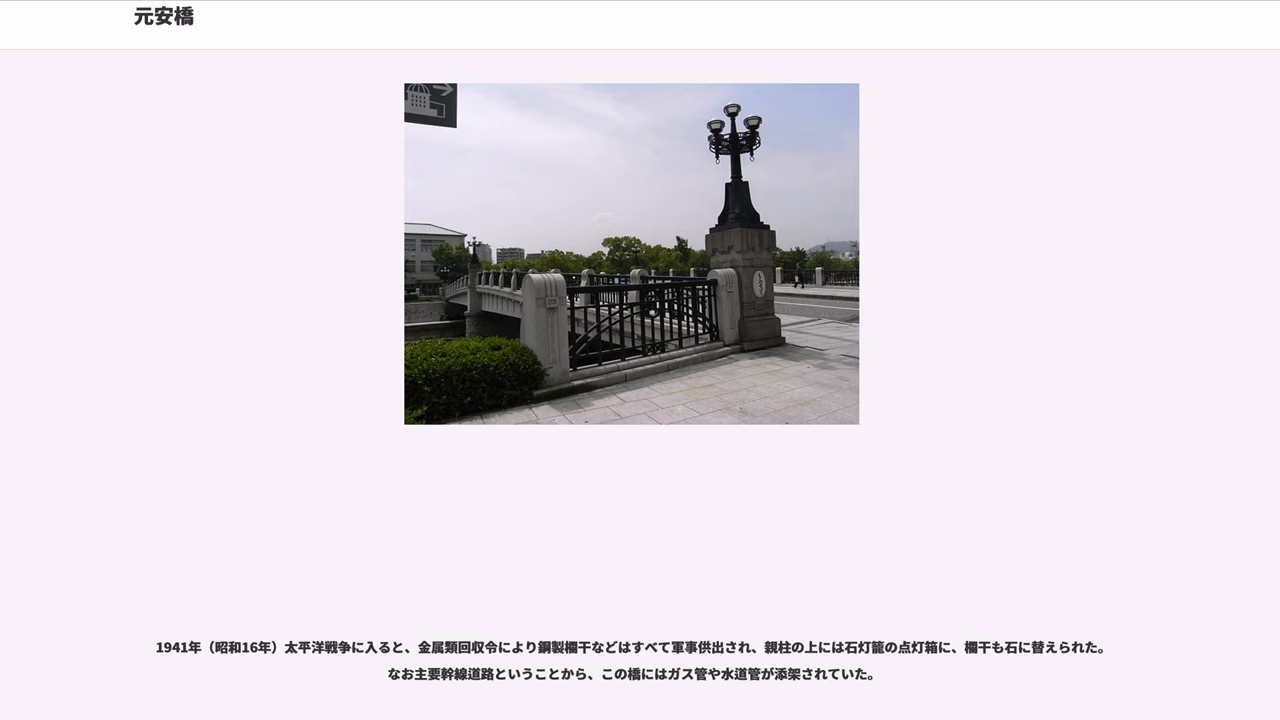 元安橋
1941年（昭和16年）太平洋戦争に入ると、金属類回収令により鋼製欄干などはすべて軍事供出され、親柱の上には石灯籠の点灯箱に、欄干も石に替えられた。
なお主要幹線道路ということから、この橋にはガス管や水道管が添架されていた。